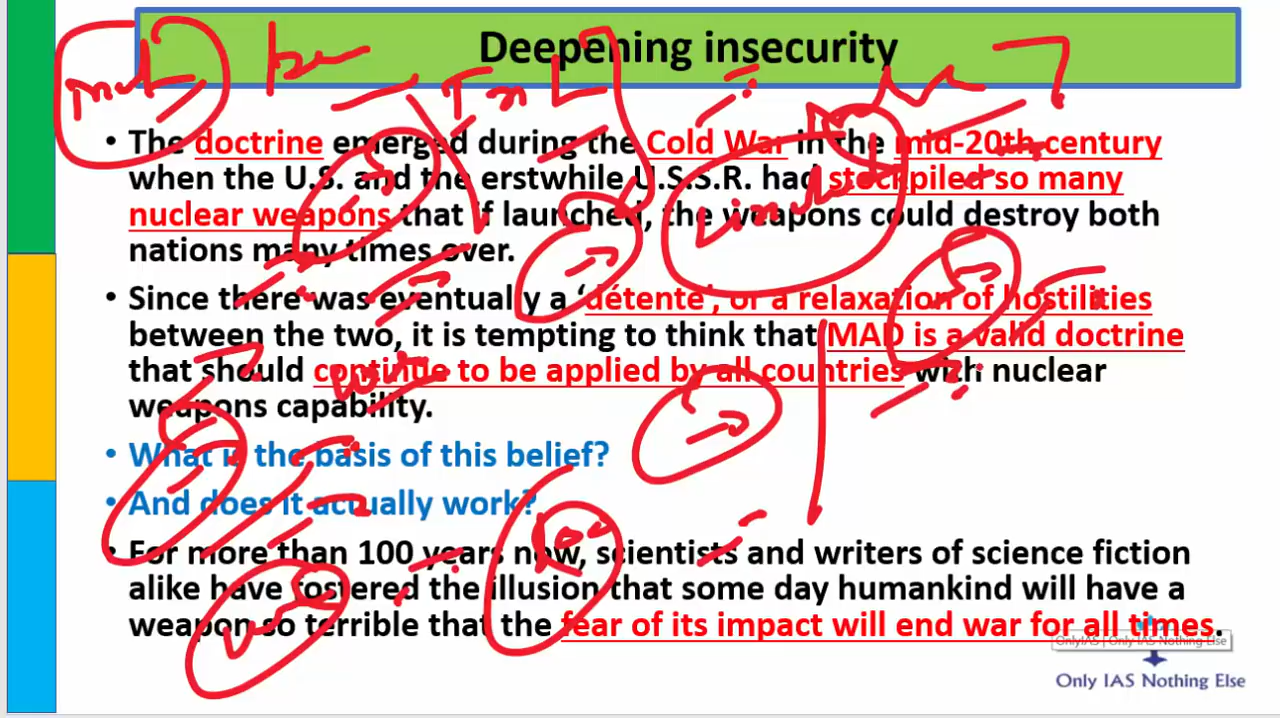 Deepening insecurity
• The doctrine emerged during the Cold War in the mid-20th century
when the U.S. and the erstwhile U.S.S.R. had stockpiled so many
nuclear weapons that if launched, the weapons could destroy both
nations many times over.
• Since there was eventually a ‘détente’, or a relaxation of hostilities
between the two, it is tempting to think that MAD is a valid doctrine
that should continue to be applied by all countries with nuclear
weapons capability.
• What is the basis of this belief?
• And does it actually work?
• For more than 100 years now, scientists and writers of science fiction
alike have fostered the illusion that some day humankind will have a
weapon so terrible that the fear of its impact will end war for all times.
OnlyIAS | Only IAS Nothing Else
Only IAS Nothing Else